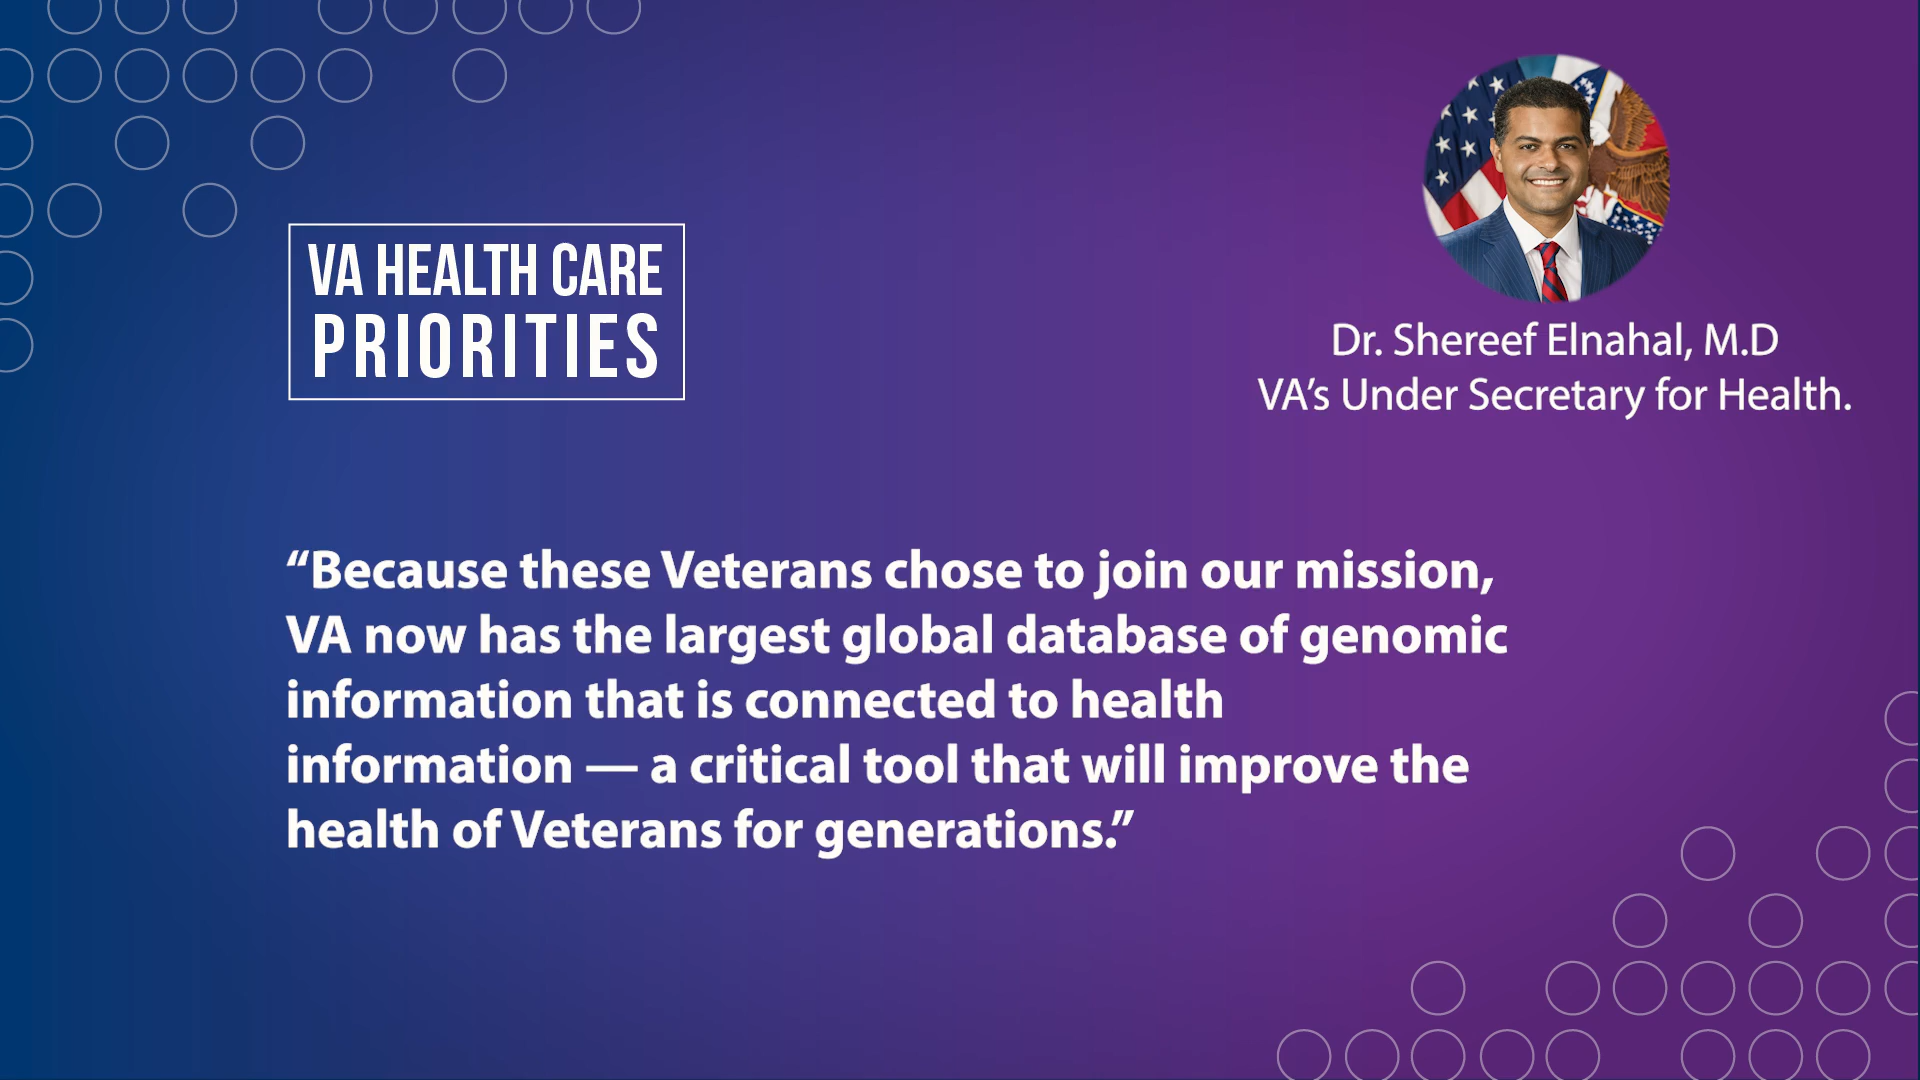 VA HEALTH CARE
PRIORITIES
Dr. Shereef Elnahal, M.D
VA’s Under Secretary for Health.
“Because these Veterans chose to join our mission,
VA now has the largest global database of genomic
information that is connected to health
information — a critical tool that will improve the
health of Veterans for generations.”